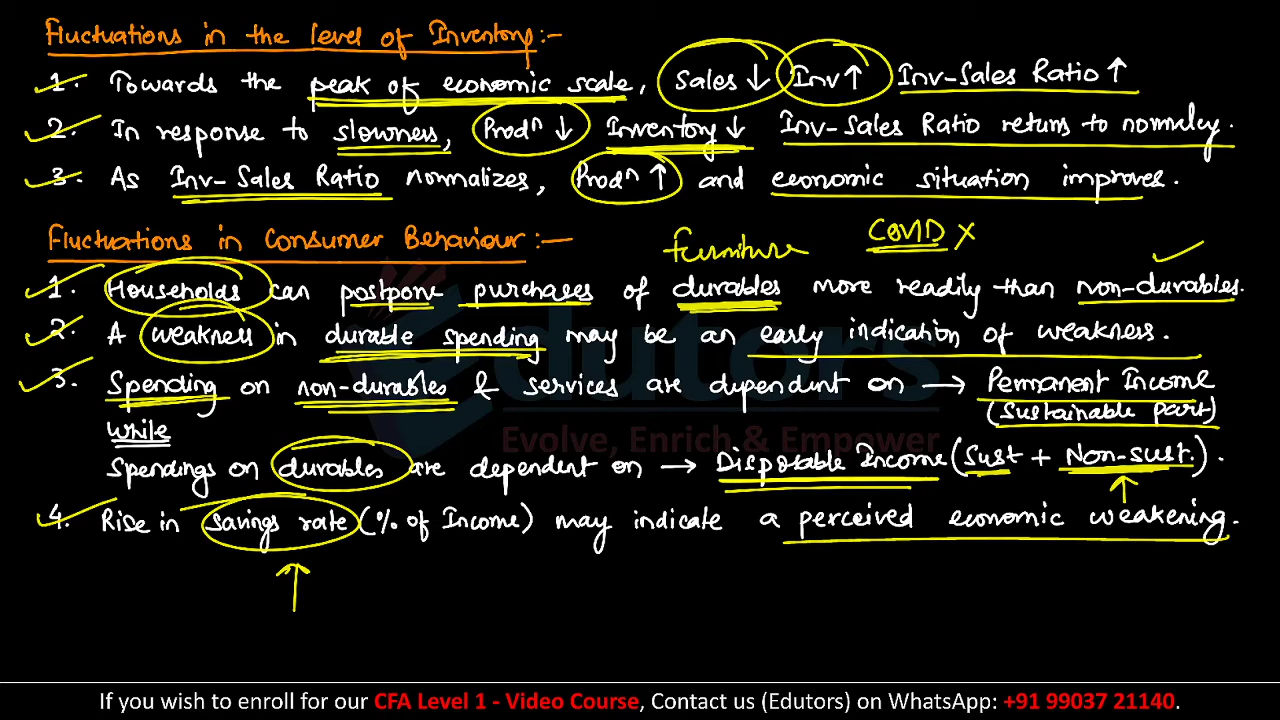 Fluctuations in the level of Inventory:-
1. Towards the peak of economic scale, Sales ↓ Inv ↑ Inv-Sales Ratio ↑
2. In response to slowness, Prodⁿ ↓ Inventory ↓ Inv-Sales Ratio returns to normalcy.
3. As Inv-Sales Ratio normalizes, Prodⁿ ↑ and economic situation improves.
Fluctuations in Consumer Behaviour:-
furniture COVID X
1. Households can postpone purchases of durables more readily than non-durables.
2. A weakness in durable spending may be an early indication of weakness.
3. Spending on non-durables & services are dependent on → Permanent Income
(Sustainable part)
while
Spendings on durables are dependent on → Disposable Income (Sust + Non-sust.).
4. Rise in savings rate (% of Income) may indicate a perceived economic weakening.
Edutors
Evolve, Enrich & Empower
If you wish to enroll for our CFA Level 1 - Video Course, Contact us (Edutors) on WhatsApp: +91 99037 21140.